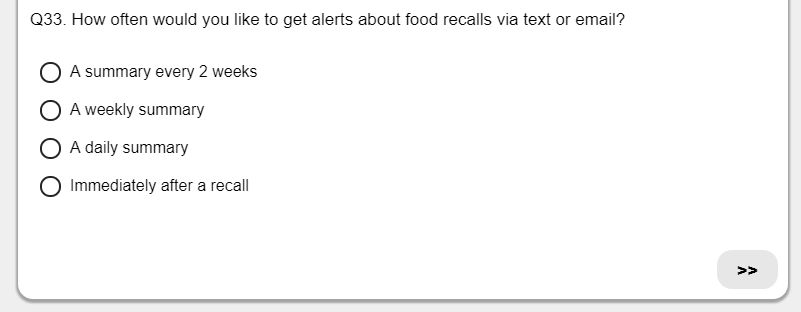 Q33. How often would you like to get alerts about food recalls via text or email?
A summary every 2 weeks
A weekly summary
A daily summary
Immediately after a recall
>>